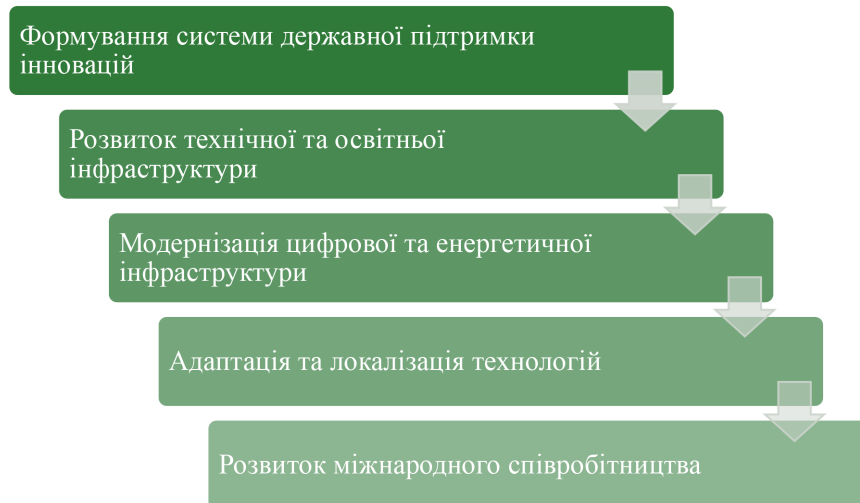 Формування системи державної підтримки
інновацій
Розвиток технічної та освітньої
інфраструктури
Модернізація цифрової та енергетичної
інфраструктури
Адаптація та локалізація технологій
Розвиток міжнародного співробітництва